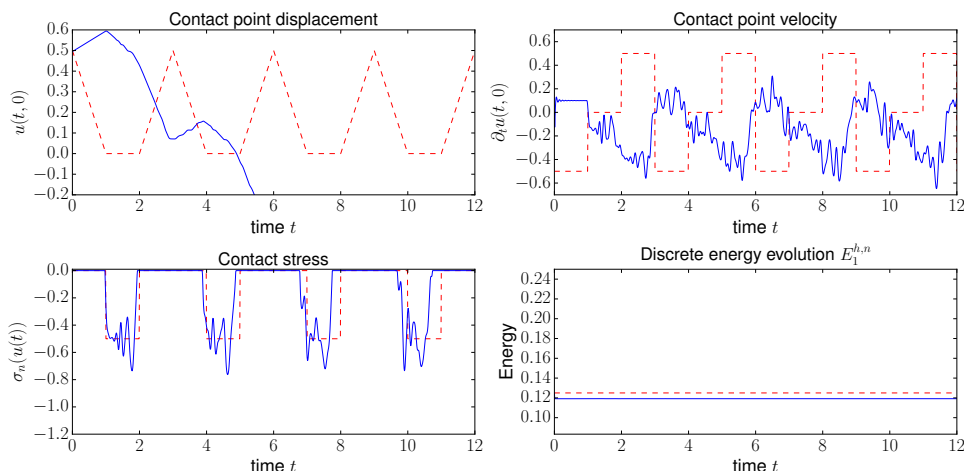 Contact point displacement
0.6
0.5
0.4
0.3
0.2
0.1
0.0
−0.1
−0.2
u(t, 0)
0 2 4 6 8 10 12
time t
Contact point velocity
0.6
0.4
0.2
0.0
−0.2
−0.4
−0.6
∂ₜu(t, 0)
0 2 4 6 8 10 12
time t
Contact stress
0.0
−0.2
−0.4
−0.6
−0.8
−1.0
−1.2
σₙ(u(t))
0 2 4 6 8 10 12
time t
Discrete energy evolution E₁ʰ,ⁿ
0.24
0.22
0.20
0.18
0.16
0.14
0.12
0.10
Energy
0 2 4 6 8 10 12
time t